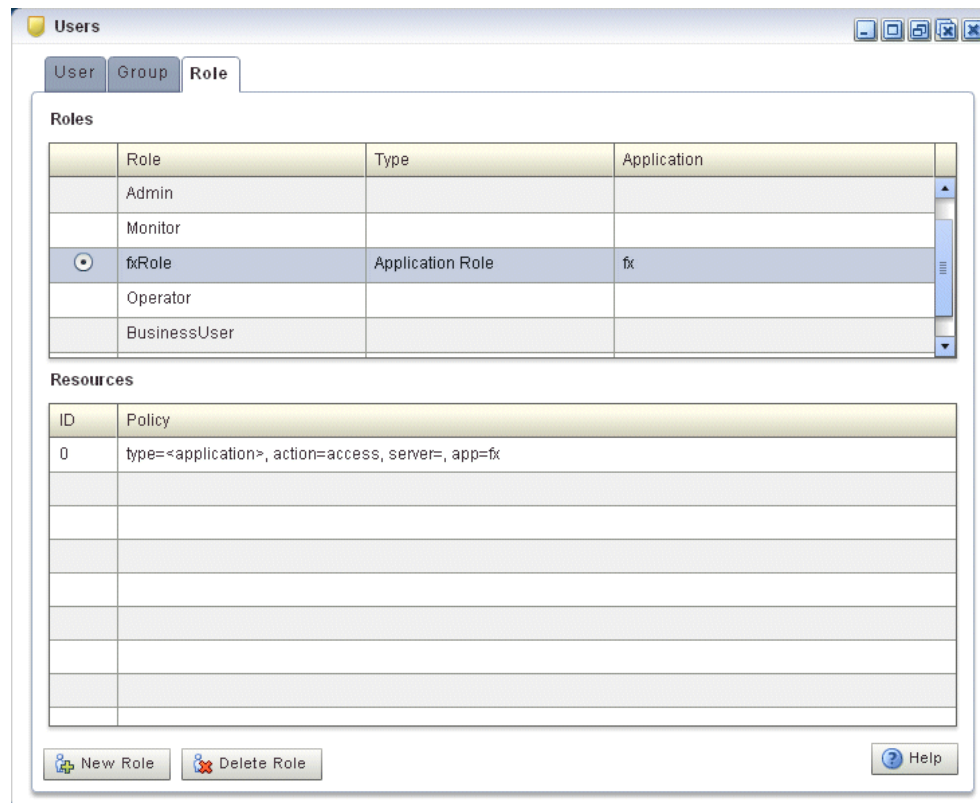 Users
User Group Role
Roles
Role Type Application
Admin
Monitor
fxRole Application Role fx
Operator
BusinessUser
Resources
ID Policy
0 type=<application>, action=access, server=, app=fx
New Role Delete Role Help